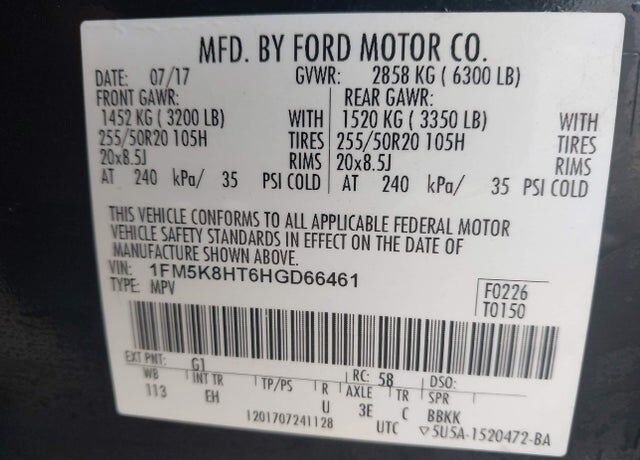 MFD. BY FORD MOTOR CO.
DATE: 07/17 GVWR: 2858 KG ( 6300 LB)
FRONT GAWR: REAR GAWR:
1452 KG ( 3200 LB) WITH 1520 KG ( 3350 LB) WITH
255/50R20 105H TIRES 255/50R20 105H TIRES
20x8.5J RIMS 20x8.5J RIMS
AT 240 kPa/ 35 PSI COLD AT 240 kPa/ 35 PSI COLD
THIS VEHICLE CONFORMS TO ALL APPLICABLE FEDERAL MOTOR
VEHICLE SAFETY STANDARDS IN EFFECT ON THE DATE OF
MANUFACTURE SHOWN ABOVE.
VIN: 1FM5K8HT6HGD66461
TYPE: MPV
F0226
T0150
EXT PNT: G1 RC: 58 DSO:
WB INT TR TP/PS R AXLE TR SPR
113 EH U 3E C BBKK
1201707241128 UTC ▽5U5A-1520472-BA